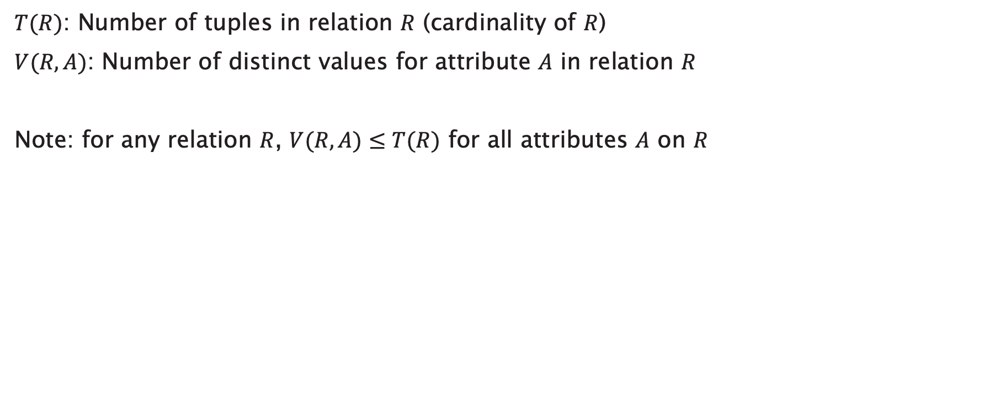 T(R): Number of tuples in relation R (cardinality of R)
V(R, A): Number of distinct values for attribute A in relation R
Note: for any relation R, V(R, A) ≤ T(R) for all attributes A on R